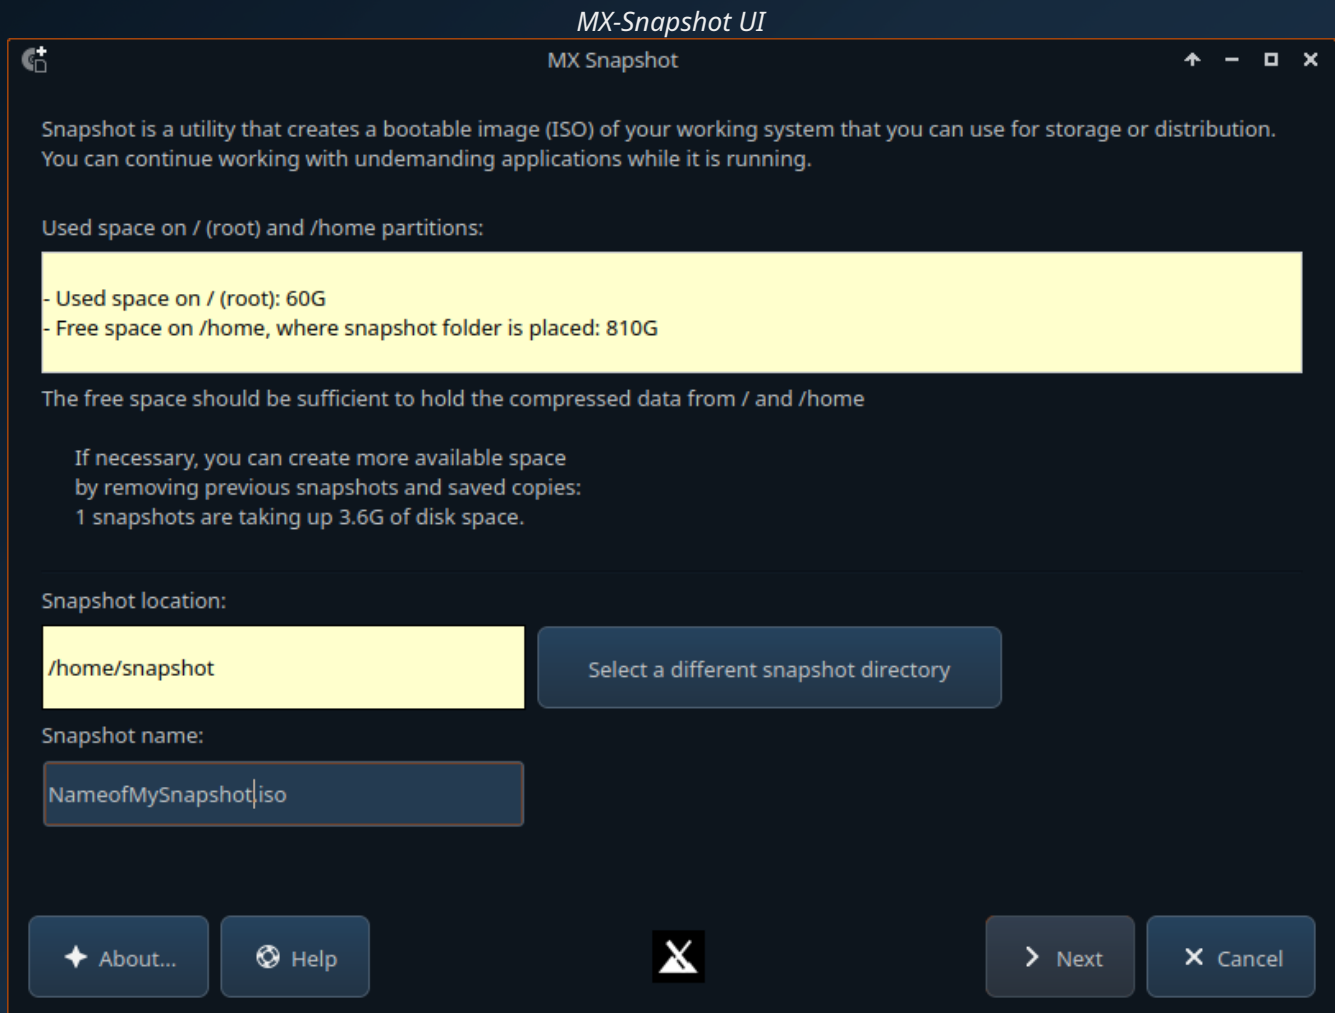 MX-Snapshot UI
MX Snapshot
Snapshot is a utility that creates a bootable image (ISO) of your working system that you can use for storage or distribution.
You can continue working with undemanding applications while it is running.
Used space on / (root) and /home partitions:
- Used space on / (root): 60G
- Free space on /home, where snapshot folder is placed: 810G
The free space should be sufficient to hold the compressed data from / and /home
If necessary, you can create more available space
by removing previous snapshots and saved copies:
1 snapshots are taking up 3.6G of disk space.
Snapshot location:
/home/snapshot
Select a different snapshot directory
Snapshot name:
NameofMySnapshot.iso
About...
Help
Next
Cancel